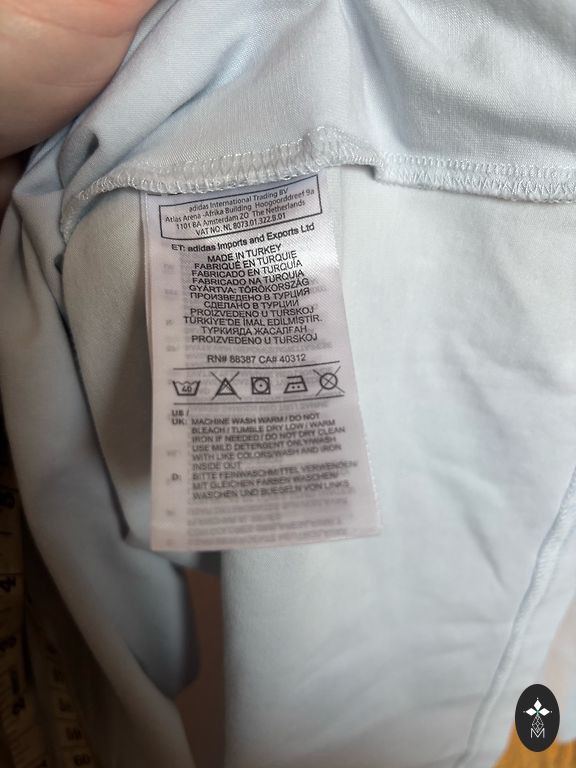 adidas International Trading BV
Atlas Arena -Afrika Building Hoogoorddreef 9a
1101 BA Amsterdam ZO The Netherlands
VAT NO: NL 8073.01.322.B.01
ET: adidas Imports and Exports Ltd
MADE IN TURKEY
FABRIQUÉ EN TURQUIE
FABRICADO EN TURQUÍA
FABRICADO NA TURQUIA
GYÁRTVA: TÖRÖKORSZÁG
ПРОИЗВЕДЕНО В ТУРЦИЯ
СДЕЛАНО В ТУРЦИИ
PROIZVEDENO U TURSKOJ
TÜRKİYE'DE İMAL EDİLMİŞTİR.
ТУРКИЯДА ЖАСАЛҒАН
PROIZVEDENO U TURSKOJ
RN# 88387 CA# 40312
40
US /
UK: MACHINE WASH WARM / DO NOT
BLEACH / TUMBLE DRY LOW / WARM
IRON IF NEEDED / DO NOT DRY CLEAN
USE MILD DETERGENT ONLY/WASH
WITH LIKE COLORS/WASH AND IRON
INSIDE OUT
D: BITTE FEINWASCHMITTEL VERWENDEN/
MIT GLEICHEN FARBEN WASCHEN/
WASCHEN UND BUEGELN VON LINKS
M